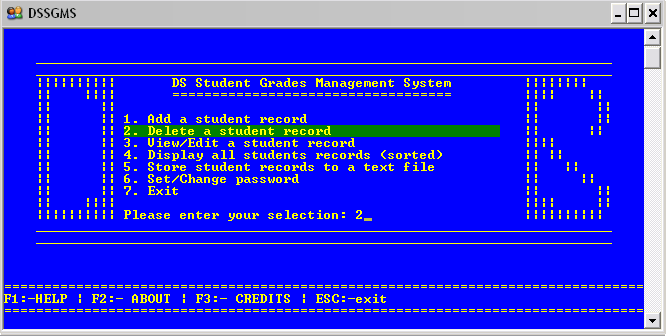 DSSGMS
DS Student Grades Management System
===================================
1. Add a student record
2. Delete a student record
3. View/Edit a student record
4. Display all students records (sorted)
5. Store student records to a text file
6. Set/Change password
7. Exit
Please enter your selection: 2_
F1:-HELP ¦ F2:- ABOUT ¦ F3:- CREDITS ¦ ESC:-exit